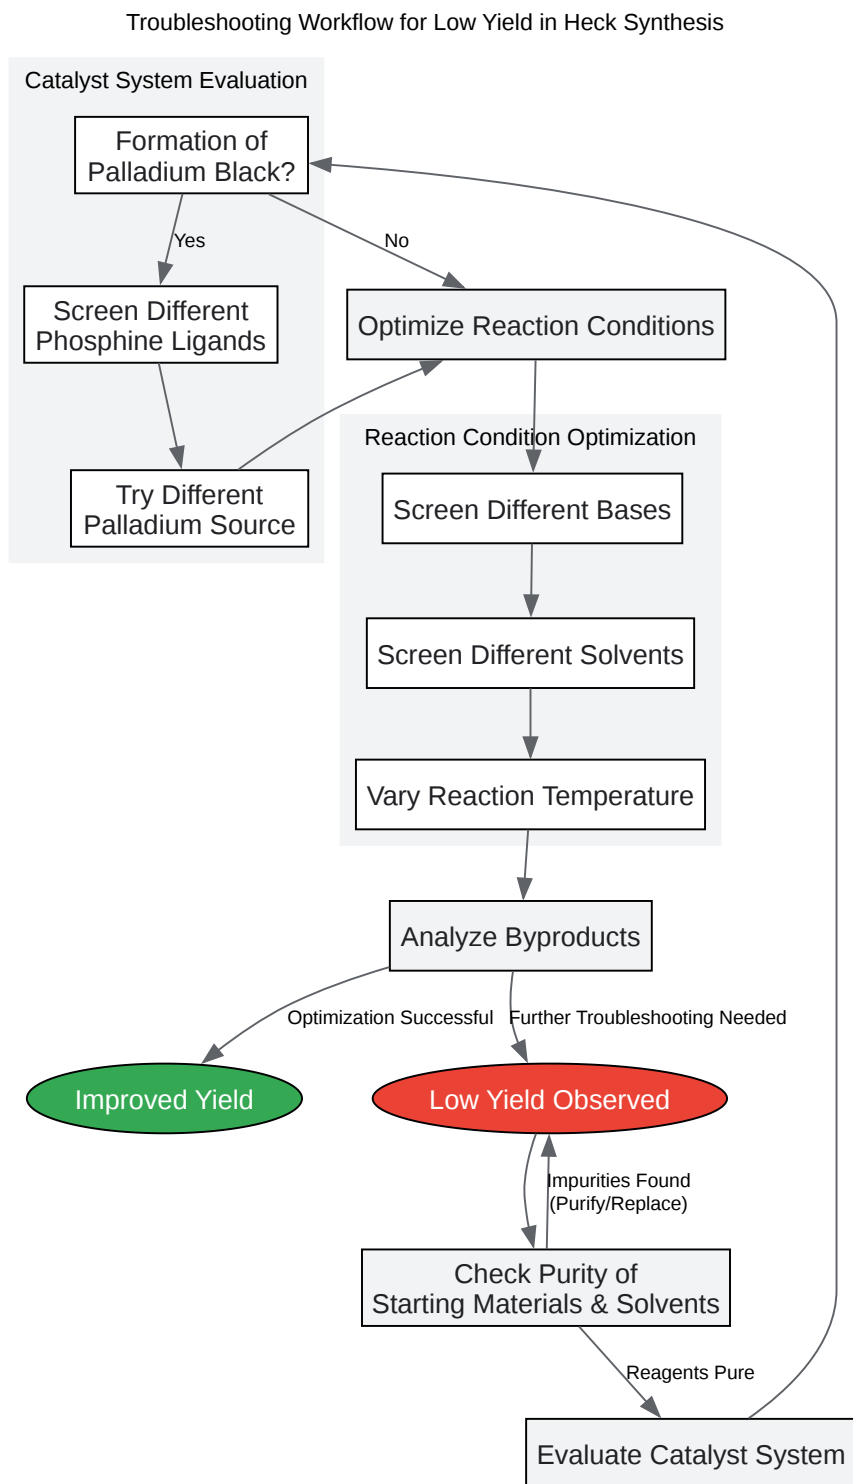 Troubleshooting Workflow for Low Yield in Heck Synthesis
Catalyst System Evaluation
Formation of
Palladium Black?
Yes
No
Screen Different
Phosphine Ligands
Optimize Reaction Conditions
Reaction Condition Optimization
Try Different
Palladium Source
Screen Different Bases
Screen Different Solvents
Vary Reaction Temperature
Analyze Byproducts
Optimization Successful
Further Troubleshooting Needed
Improved Yield
Low Yield Observed
Impurities Found
(Purify/Replace)
Check Purity of
Starting Materials & Solvents
Reagents Pure
Evaluate Catalyst System